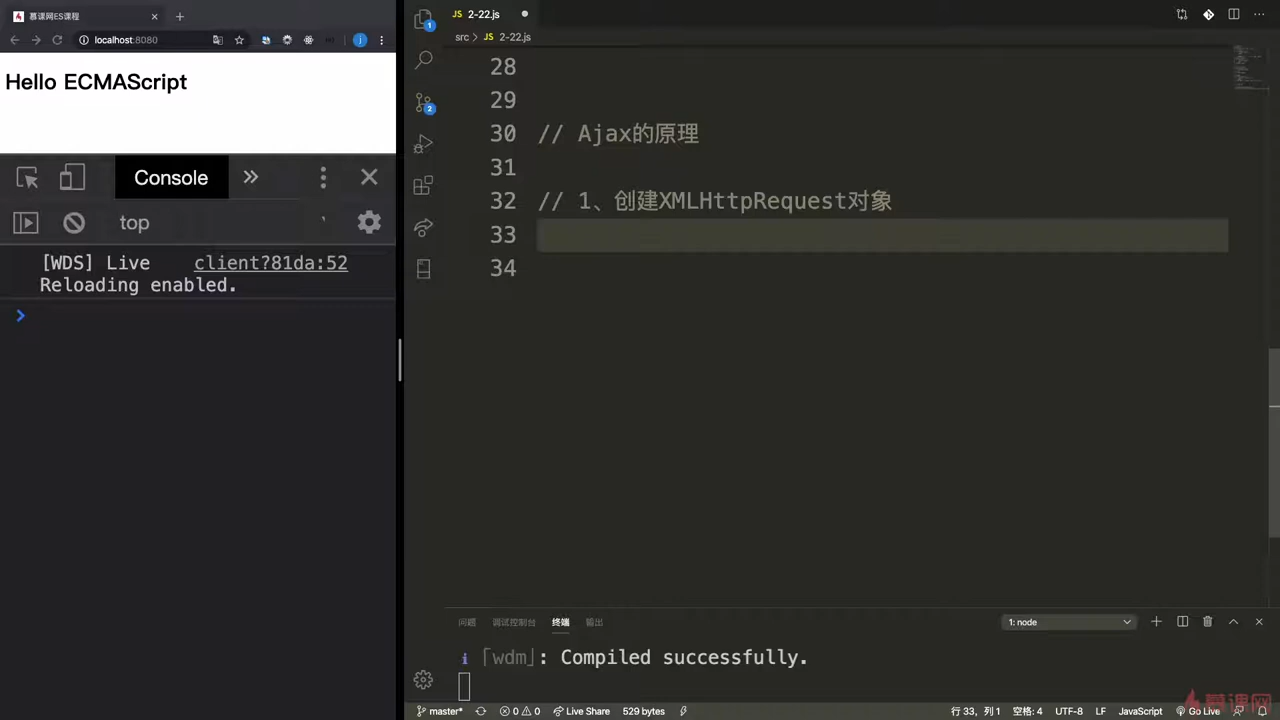 慕课网ES课程
localhost:8080
Hello ECMAScript
Console
top
[WDS] Live
client?81da:52
Reloading enabled.
JS 2-22.js
src > JS 2-22.js
28
29
30 // Ajax的原理
31
32 // 1、创建XMLHttpRequest对象
33
34
问题 调试控制台 终端 输出
1: node
i 「wdm」: Compiled successfully.
master* 0 0 Live Share 529 bytes
行 33, 列 1 空格: 4 UTF-8 LF JavaScript Go Live
慕课网